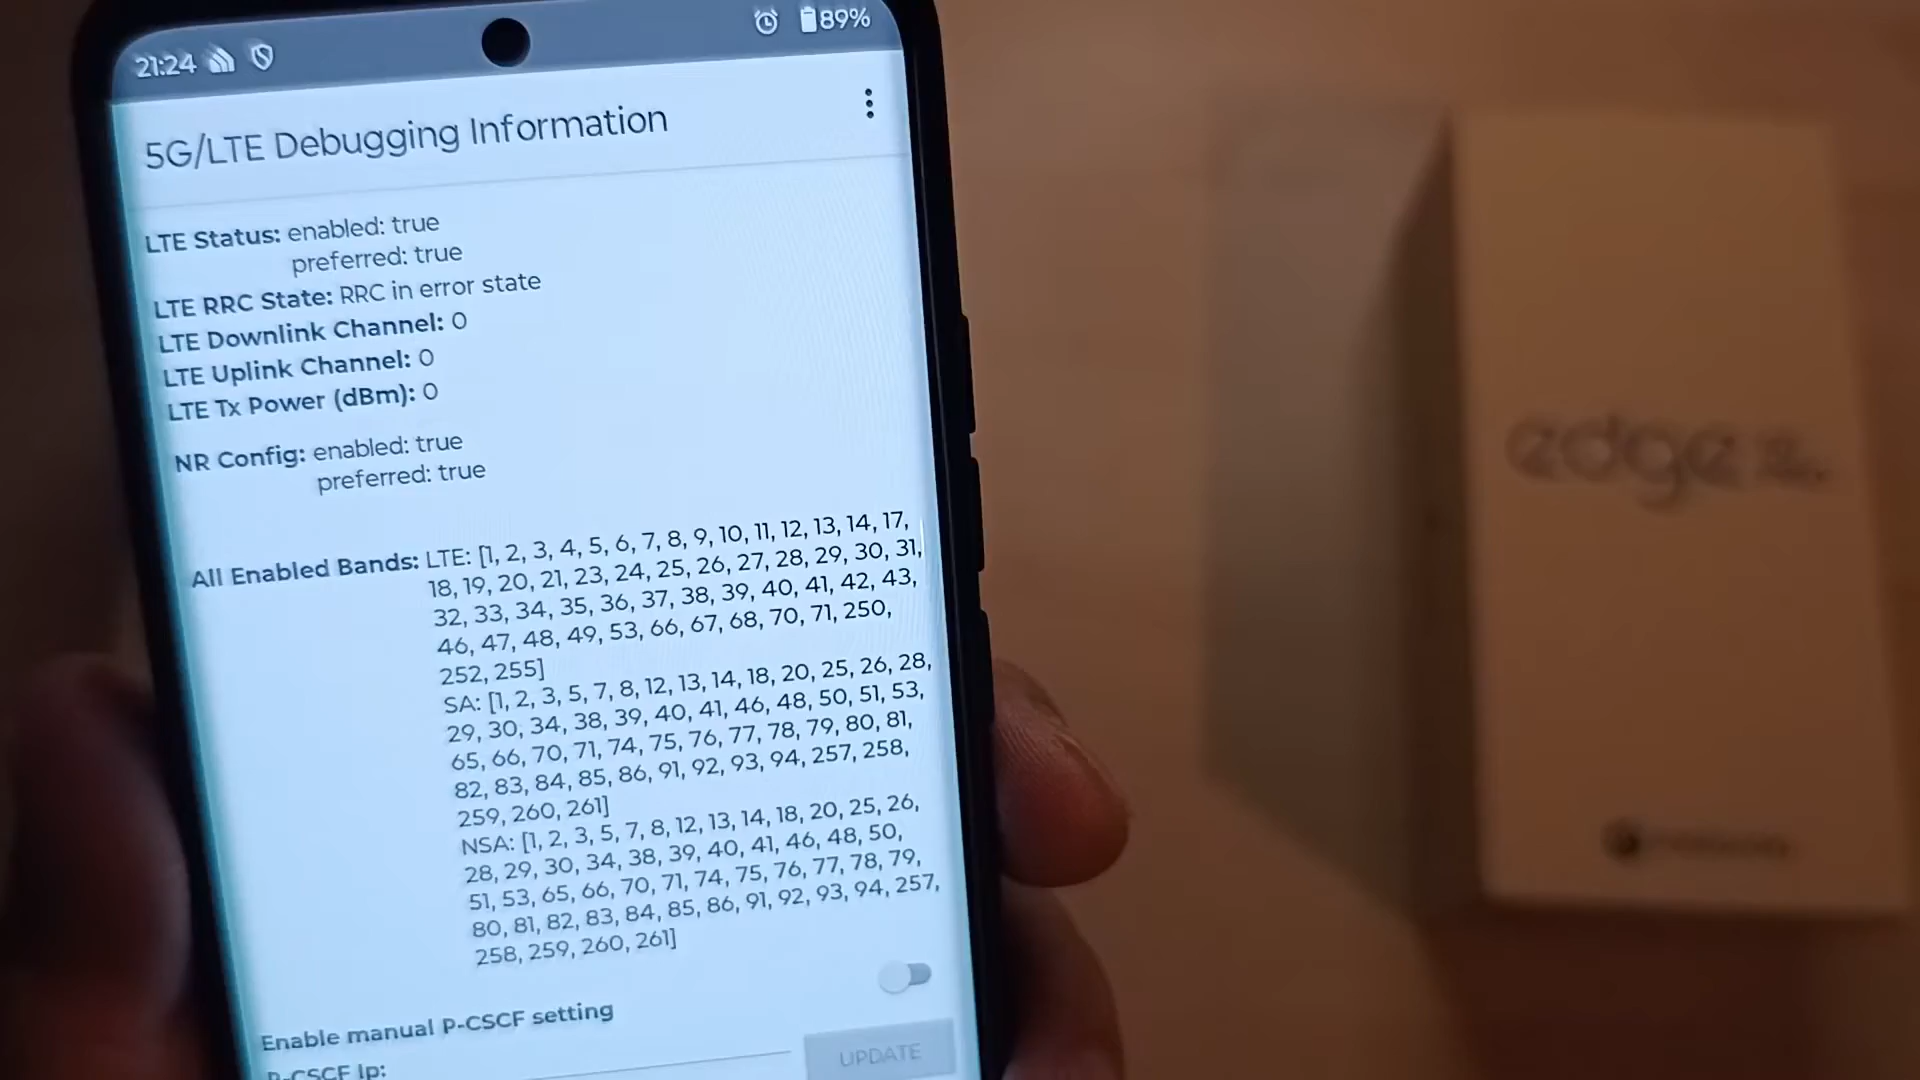 21:24
89%
5G/LTE Debugging Information
LTE Status: enabled: true
preferred: true
LTE RRC State: RRC in error state
LTE Downlink Channel: 0
LTE Uplink Channel: 0
LTE Tx Power (dBm): 0
NR Config: enabled: true
preferred: true
All Enabled Bands: LTE: [1, 2, 3, 4, 5, 6, 7, 8, 9, 10, 11, 12, 13, 14, 17,
18, 19, 20, 21, 23, 24, 25, 26, 27, 28, 29, 30, 31,
32, 33, 34, 35, 36, 37, 38, 39, 40, 41, 42, 43,
46, 47, 48, 49, 53, 66, 67, 68, 70, 71, 250,
252, 255]
SA: [1, 2, 3, 5, 7, 8, 12, 13, 14, 18, 20, 25, 26, 28,
29, 30, 34, 38, 39, 40, 41, 46, 48, 50, 51, 53,
65, 66, 70, 71, 74, 75, 76, 77, 78, 79, 80, 81,
82, 83, 84, 85, 86, 91, 92, 93, 94, 257, 258,
259, 260, 261]
NSA: [1, 2, 3, 5, 7, 8, 12, 13, 14, 18, 20, 25, 26,
28, 29, 30, 34, 38, 39, 40, 41, 46, 48, 50,
51, 53, 65, 66, 70, 71, 74, 75, 76, 77, 78, 79,
80, 81, 82, 83, 84, 85, 86, 91, 92, 93, 94, 257,
258, 259, 260, 261]
Enable manual P-CSCF setting
P-CSCF Ip:
UPDATE
edge